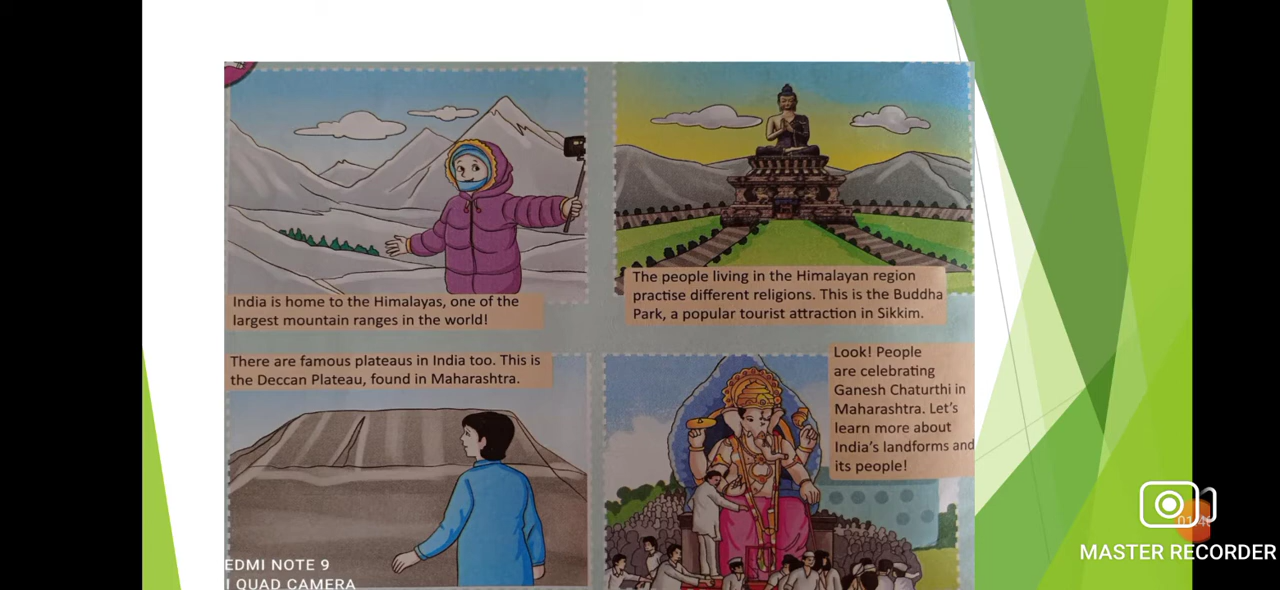 India is home to the Himalayas, one of the
largest mountain ranges in the world!
The people living in the Himalayan region
practise different religions. This is the Buddha
Park, a popular tourist attraction in Sikkim.
There are famous plateaus in India too. This is
the Deccan Plateau, found in Maharashtra.
Look! People
are celebrating
Ganesh Chaturthi in
Maharashtra. Let's
learn more about
India's landforms and
its people!
EDMI NOTE 9
I QUAD CAMERA
MASTER RECORDER